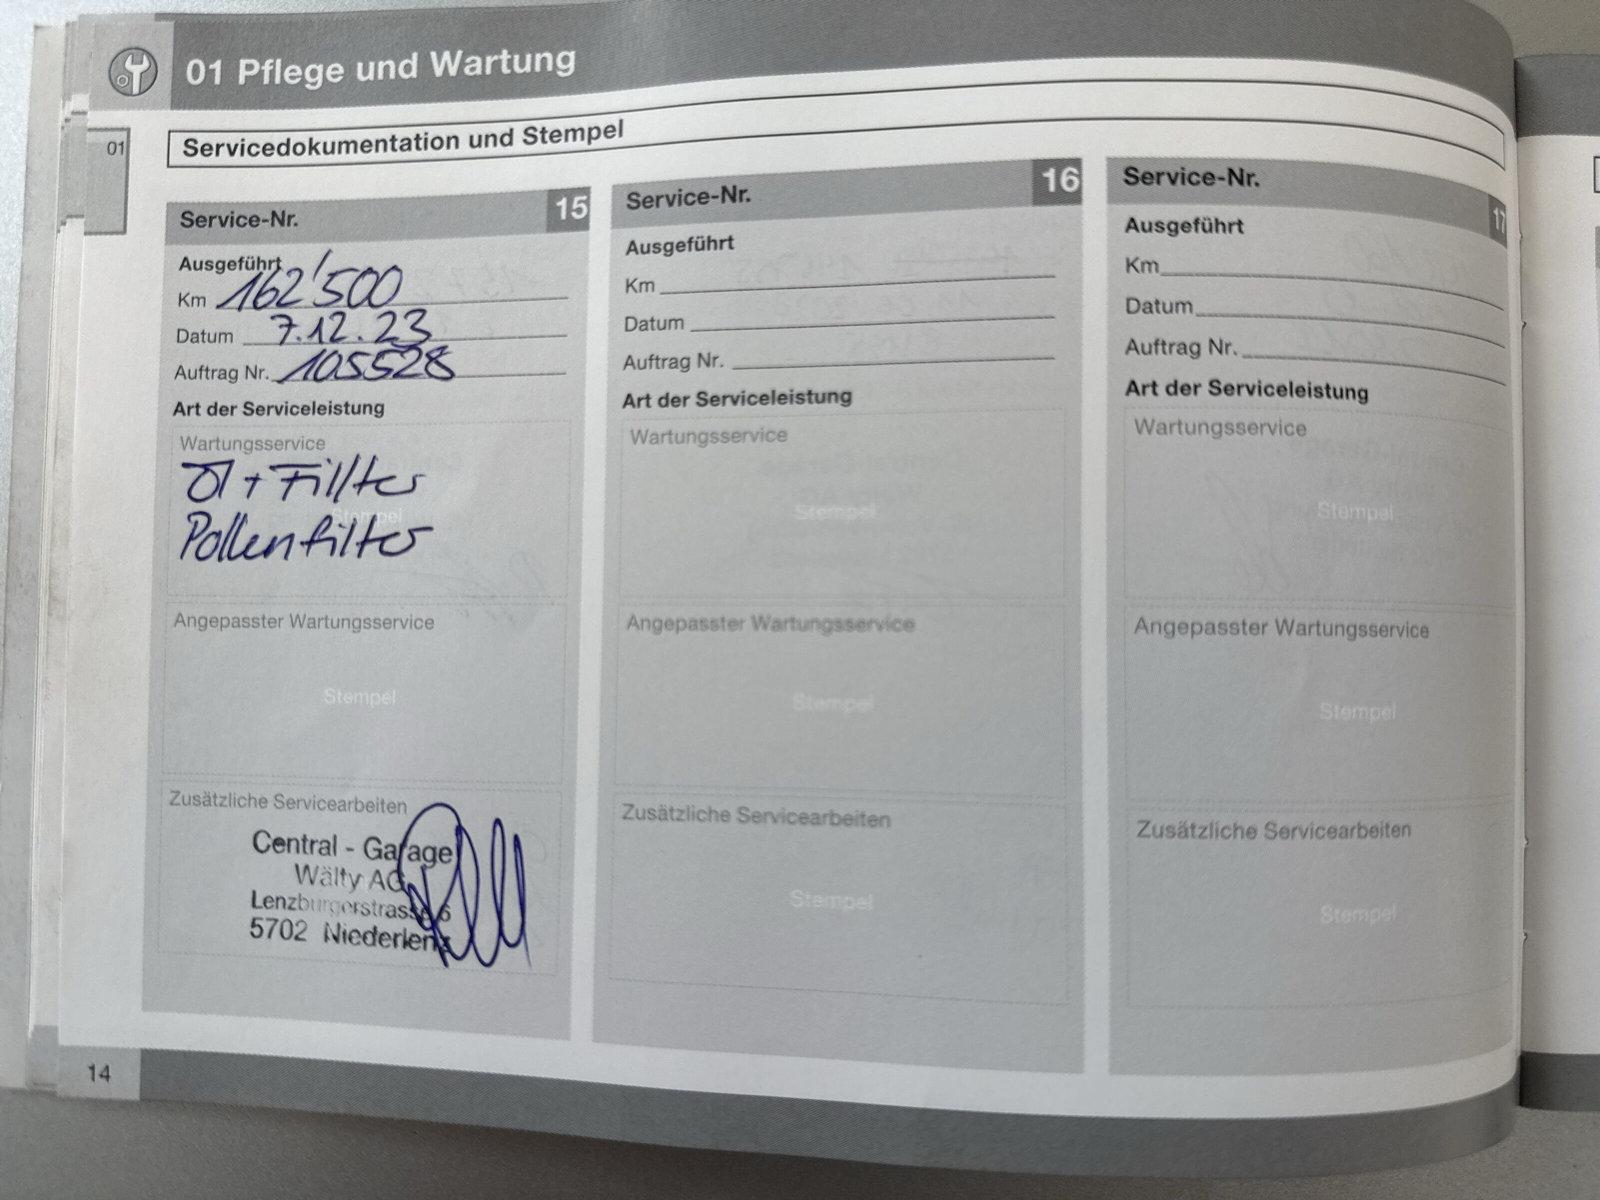 01 Pflege und Wartung
01
Servicedokumentation und Stempel
Service-Nr. 15
Ausgeführt
Km 162'500
Datum 7.12.23
Auftrag Nr. 105528
Art der Serviceleistung
Wartungsservice
Öl + Filter
Stempel
Pollenfilter
Angepasster Wartungsservice
Stempel
Zusätzliche Servicearbeiten
Central - Garage
Wälty AG
Lenzburgerstrasse 6
5702 Niederlenz
Service-Nr. 16
Ausgeführt
Km
Datum
Auftrag Nr.
Art der Serviceleistung
Wartungsservice
Stempel
Angepasster Wartungsservice
Stempel
Zusätzliche Servicearbeiten
Stempel
Service-Nr. 17
Ausgeführt
Km
Datum
Auftrag Nr.
Art der Serviceleistung
Wartungsservice
Stempel
Angepasster Wartungsservice
Stempel
Zusätzliche Servicearbeiten
Stempel
14